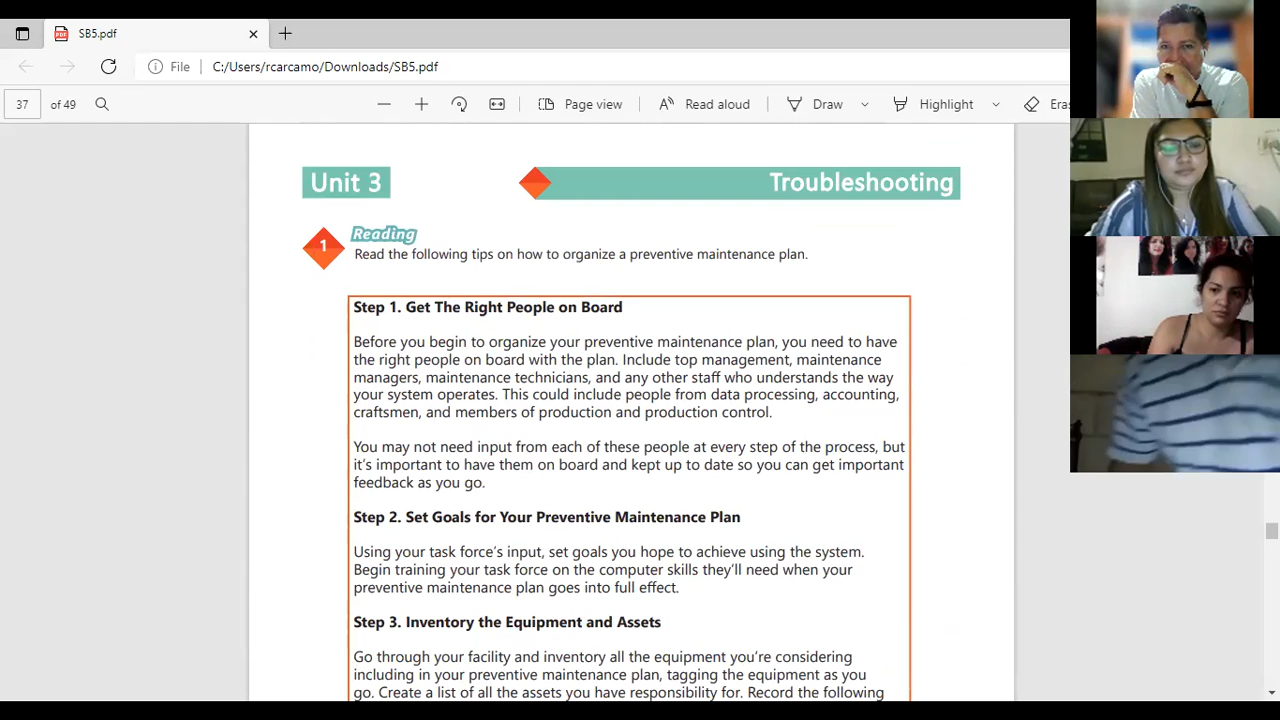 SB5.pdf
File
C:/Users/rcarcamo/Downloads/SB5.pdf
37 of 49
Page view
Read aloud
Draw
Highlight
Era
Unit 3
Troubleshooting
1
Reading
Read the following tips on how to organize a preventive maintenance plan.
Step 1. Get The Right People on Board
Before you begin to organize your preventive maintenance plan, you need to have
the right people on board with the plan. Include top management, maintenance
managers, maintenance technicians, and any other staff who understands the way
your system operates. This could include people from data processing, accounting,
craftsmen, and members of production and production control.
You may not need input from each of these people at every step of the process, but
it's important to have them on board and kept up to date so you can get important
feedback as you go.
Step 2. Set Goals for Your Preventive Maintenance Plan
Using your task force's input, set goals you hope to achieve using the system.
Begin training your task force on the computer skills they'll need when your
preventive maintenance plan goes into full effect.
Step 3. Inventory the Equipment and Assets
Go through your facility and inventory all the equipment you're considering
including in your preventive maintenance plan, tagging the equipment as you
go. Create a list of all the assets you have responsibility for. Record the following